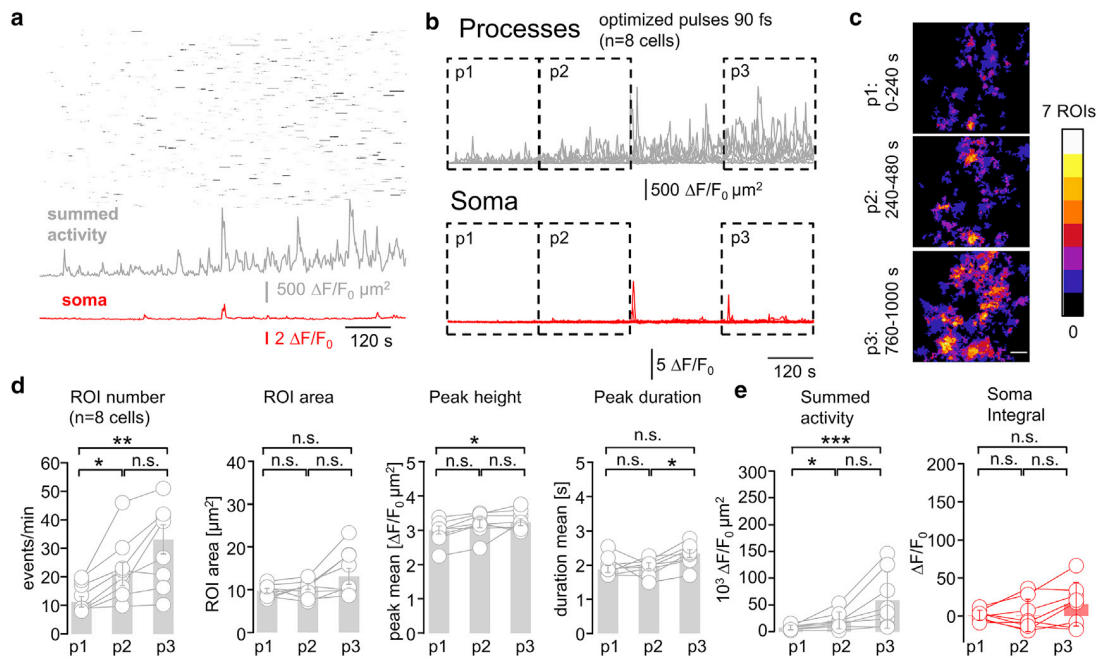 a
summed
activity
500 ΔF/F0 µm²
soma
2 ΔF/F0
120 s
b
Processes
optimized pulses 90 fs
(n=8 cells)
p1
p2
p3
500 ΔF/F0 µm²
Soma
p1
p2
p3
5 ΔF/F0
120 s
c
p1:
0-240 s
p2:
240-480 s
p3:
760-1000 s
7 ROIs
0
d
ROI number
(n=8 cells)
**
*
n.s.
60
50
40
30
20
10
0
events/min
p1 p2 p3
ROI area
n.s.
n.s. n.s.
40
30
20
10
0
ROI area [µm²]
p1 p2 p3
Peak height
*
n.s. n.s.
5
4
3
2
1
0
peak mean [ΔF/F0 µm²]
p1 p2 p3
Peak duration
n.s.
n.s. *
5
4
3
2
1
0
duration mean [s]
p1 p2 p3
e
Summed
activity
***
* n.s.
300
250
200
150
100
50
0
10³ ΔF/F0 µm²
p1 p2 p3
Soma
Integral
n.s.
n.s. n.s.
200
150
100
50
0
ΔF/F0
p1 p2 p3